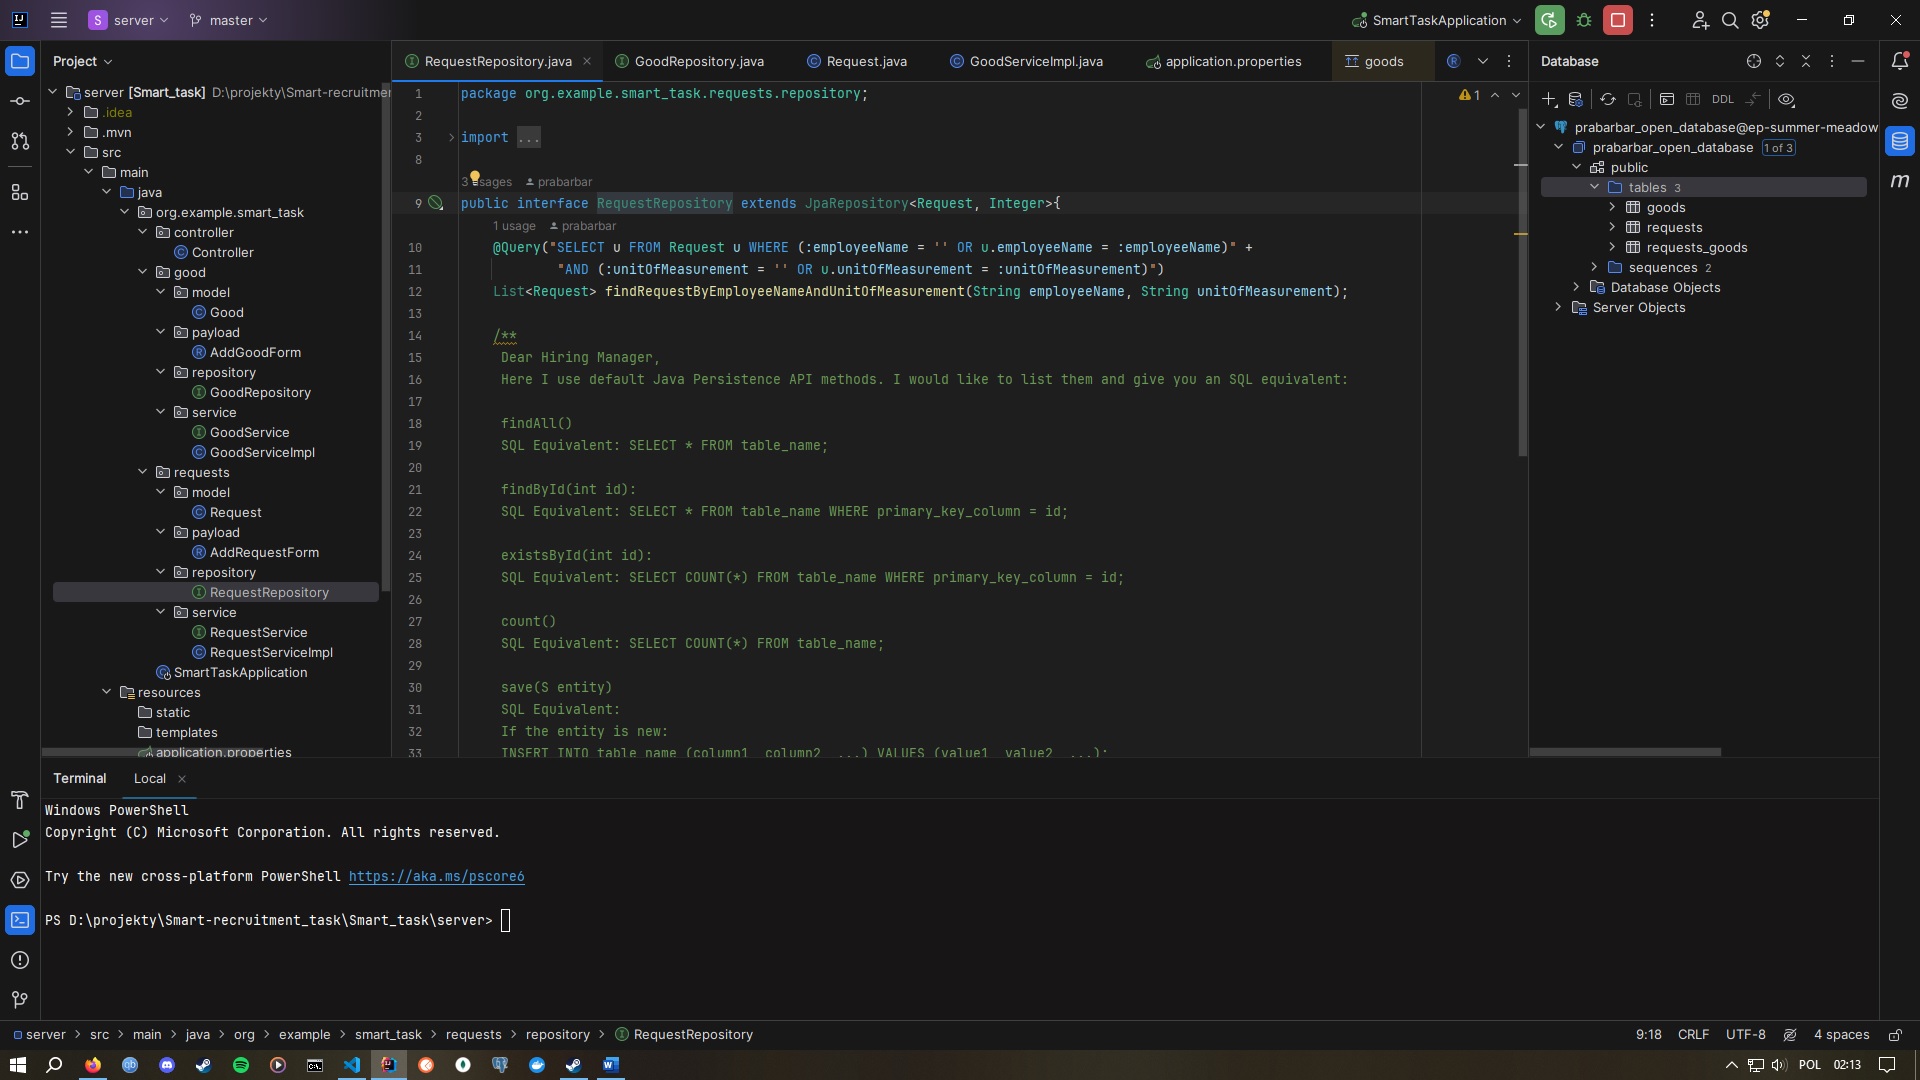 S server master SmartTaskApplication
Project
server [Smart_task] D:\projekty\Smart-recruitmer
.idea
.mvn
src
main
java
org.example.smart_task
controller
Controller
good
model
Good
payload
AddGoodForm
repository
GoodRepository
service
GoodService
GoodServiceImpl
requests
model
Request
payload
AddRequestForm
repository
RequestRepository
service
RequestService
RequestServiceImpl
SmartTaskApplication
resources
static
templates
application.properties
RequestRepository.java GoodRepository.java Request.java GoodServiceImpl.java application.properties goods
1 package org.example.smart_task.requests.repository;
2
3 import ...
8
prabarbar
9 public interface RequestRepository extends JpaRepository<Request, Integer>{
1 usage prabarbar
10 @Query("SELECT u FROM Request u WHERE (:employeeName = '' OR u.employeeName = :employeeName)" +
11 "AND (:unitOfMeasurement = '' OR u.unitOfMeasurement = :unitOfMeasurement)")
12 List<Request> findRequestByEmployeeNameAndUnitOfMeasurement(String employeeName, String unitOfMeasurement);
13
14 /**
15 Dear Hiring Manager,
16 Here I use default Java Persistence API methods. I would like to list them and give you an SQL equivalent:
17
18 findAll()
19 SQL Equivalent: SELECT * FROM table_name;
20
21 findById(int id):
22 SQL Equivalent: SELECT * FROM table_name WHERE primary_key_column = id;
23
24 existsById(int id):
25 SQL Equivalent: SELECT COUNT(*) FROM table_name WHERE primary_key_column = id;
26
27 count()
28 SQL Equivalent: SELECT COUNT(*) FROM table_name;
29
30 save(S entity)
31 SQL Equivalent:
32 If the entity is new:
33 INSERT INTO table_name (column1, column2, ...) VALUES (value1, value2, ...);
1
Database
DDL
prabarbar_open_database@ep-summer-meadow
prabarbar_open_database 1 of 3
public
tables 3
goods
requests
requests_goods
sequences 2
Database Objects
Server Objects
Terminal Local
Windows PowerShell
Copyright (C) Microsoft Corporation. All rights reserved.
Try the new cross-platform PowerShell https://aka.ms/pscore6
PS D:\projekty\Smart-recruitment_task\Smart_task\server>
server > src > main > java > org > example > smart_task > requests > repository > RequestRepository
9:18 CRLF UTF-8 4 spaces
POL 02:13